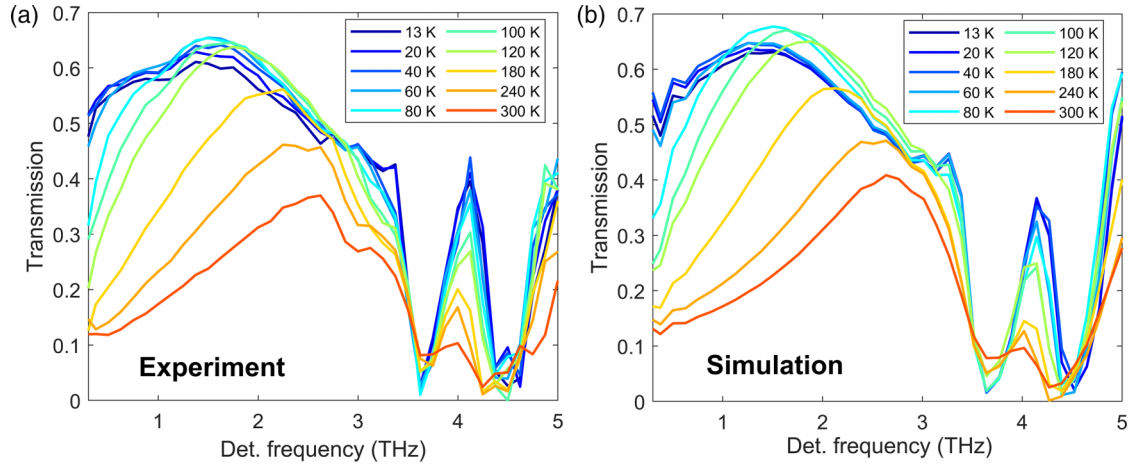 (a)
Transmission
0.7
0.6
0.5
0.4
0.3
0.2
0.1
0
13 K 100 K
20 K 120 K
40 K 180 K
60 K 240 K
80 K 300 K
Experiment
1 2 3 4 5
Det. frequency (THz)
(b)
Transmission
0.7
0.6
0.5
0.4
0.3
0.2
0.1
0
13 K 100 K
20 K 120 K
40 K 180 K
60 K 240 K
80 K 300 K
Simulation
1 2 3 4 5
Det. frequency (THz)